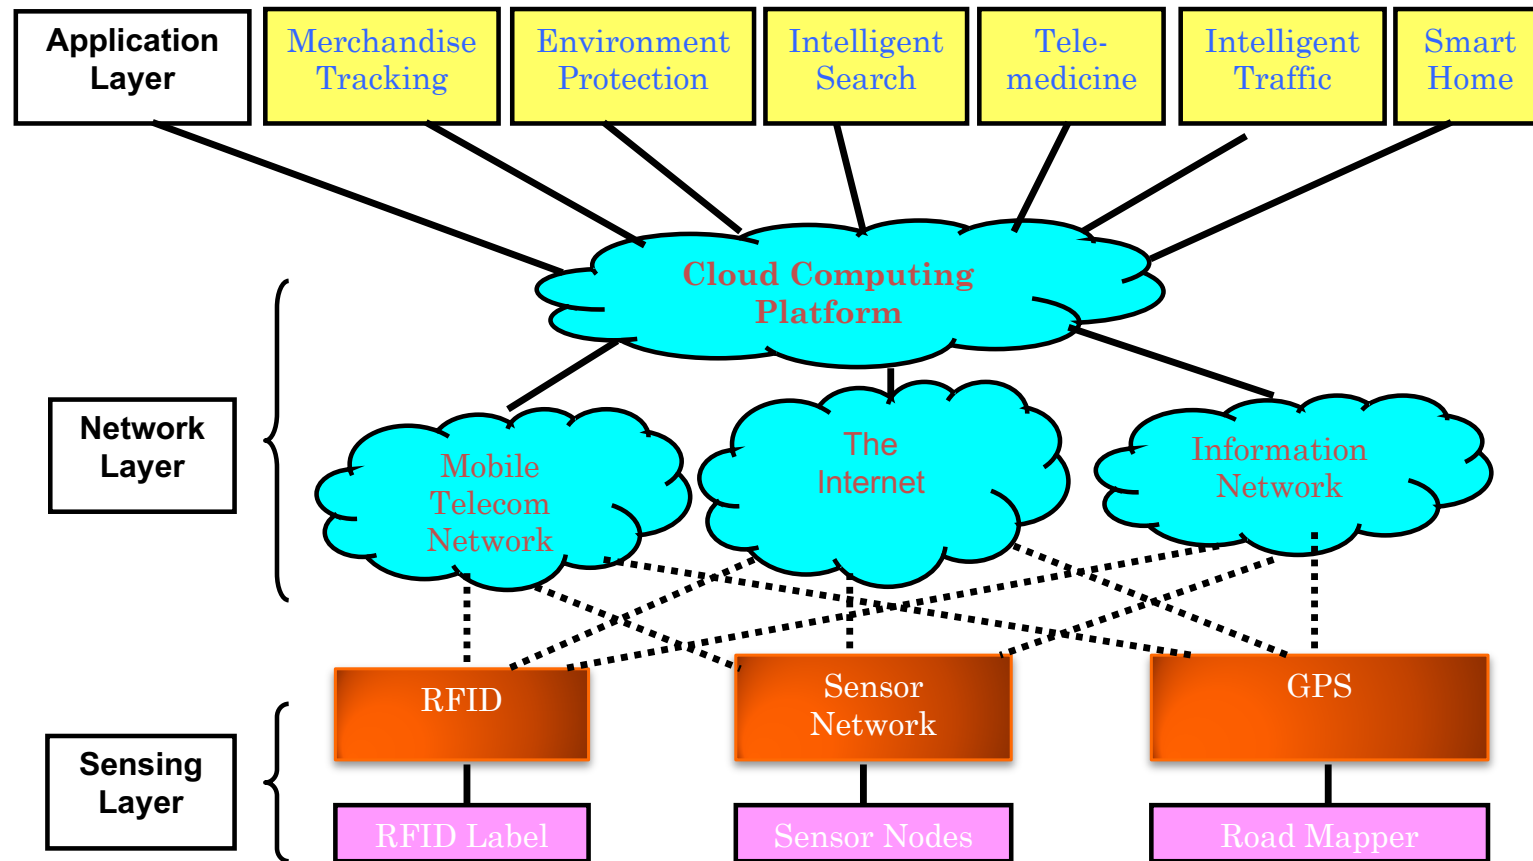 Application
Layer
Merchandise
Tracking
Environment
Protection
Intelligent
Search
Tele-
medicine
Intelligent
Traffic
Smart
Home
Cloud Computing
Platform
Network
Layer
Mobile
Telecom
Network
The
Internet
Information
Network
Sensing
Layer
RFID
Sensor
Network
GPS
RFID Label
Sensor Nodes
Road Mapper